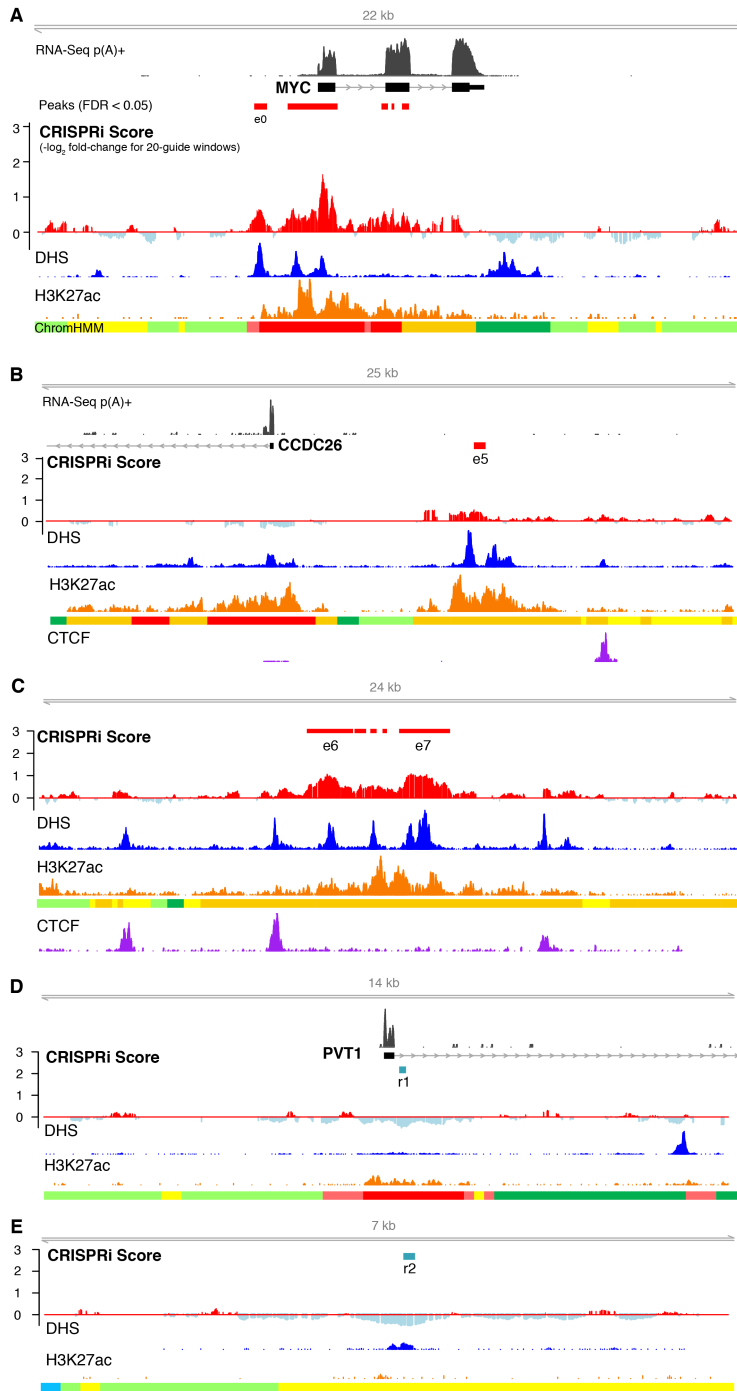 A
22 kb
RNA-Seq p(A)+
MYC
Peaks (FDR < 0.05)
e0
CRISPRi Score
(-log2 fold-change for 20-guide windows)
3
2
1
0
DHS
H3K27ac
ChromHMM
B
25 kb
RNA-Seq p(A)+
CCDC26
e5
CRISPRi Score
3
2
1
0
DHS
H3K27ac
CTCF
C
24 kb
CRISPRi Score
e6
e7
3
2
1
0
DHS
H3K27ac
CTCF
D
14 kb
PVT1
CRISPRi Score
r1
3
2
1
0
DHS
H3K27ac
E
7 kb
CRISPRi Score
r2
3
2
1
0
DHS
H3K27ac